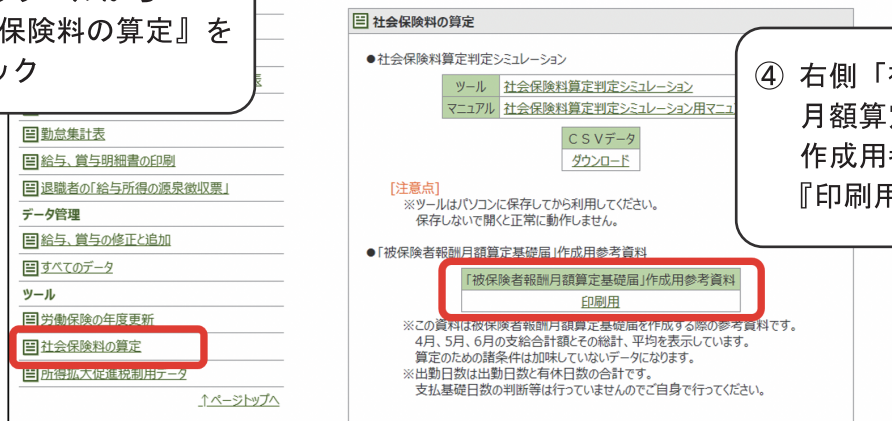 保険料の算定』を
ック
勤怠集計表
給与、賞与明細書の印刷
退職者の「給与所得の源泉徴収票」
データ管理
給与、賞与の修正と追加
すべてのデータ
ツール
労働保険の年度更新
社会保険料の算定
所得拡大促進税制用データ
↑ページトップへ
社会保険料の算定
●社会保険料算定判定シミュレーション
ツール 社会保険料算定判定シミュレーション
マニュアル 社会保険料算定判定シミュレーション用マニュ
ＣＳＶデータ
ダウンロード
[注意点]
※ツールはパソコンに保存してから利用してください。
保存しないで開くと正常に動作しません。
●「被保険者報酬月額算定基礎届」作成用参考資料
「被保険者報酬月額算定基礎届」作成用参考資料
印刷用
※この資料は被保険者報酬月額算定基礎届を作成する際の参考資料です。
4月、5月、6月の支給合計額とその総計、平均を表示しています。
算定のための諸条件は加味していないデータになります。
※出勤日数は出勤日数と有休日数の合計です。
支払基礎日数の判断等は行っていませんのでご自身で行ってください。
④ 右側「
月額算
作成用
『印刷用